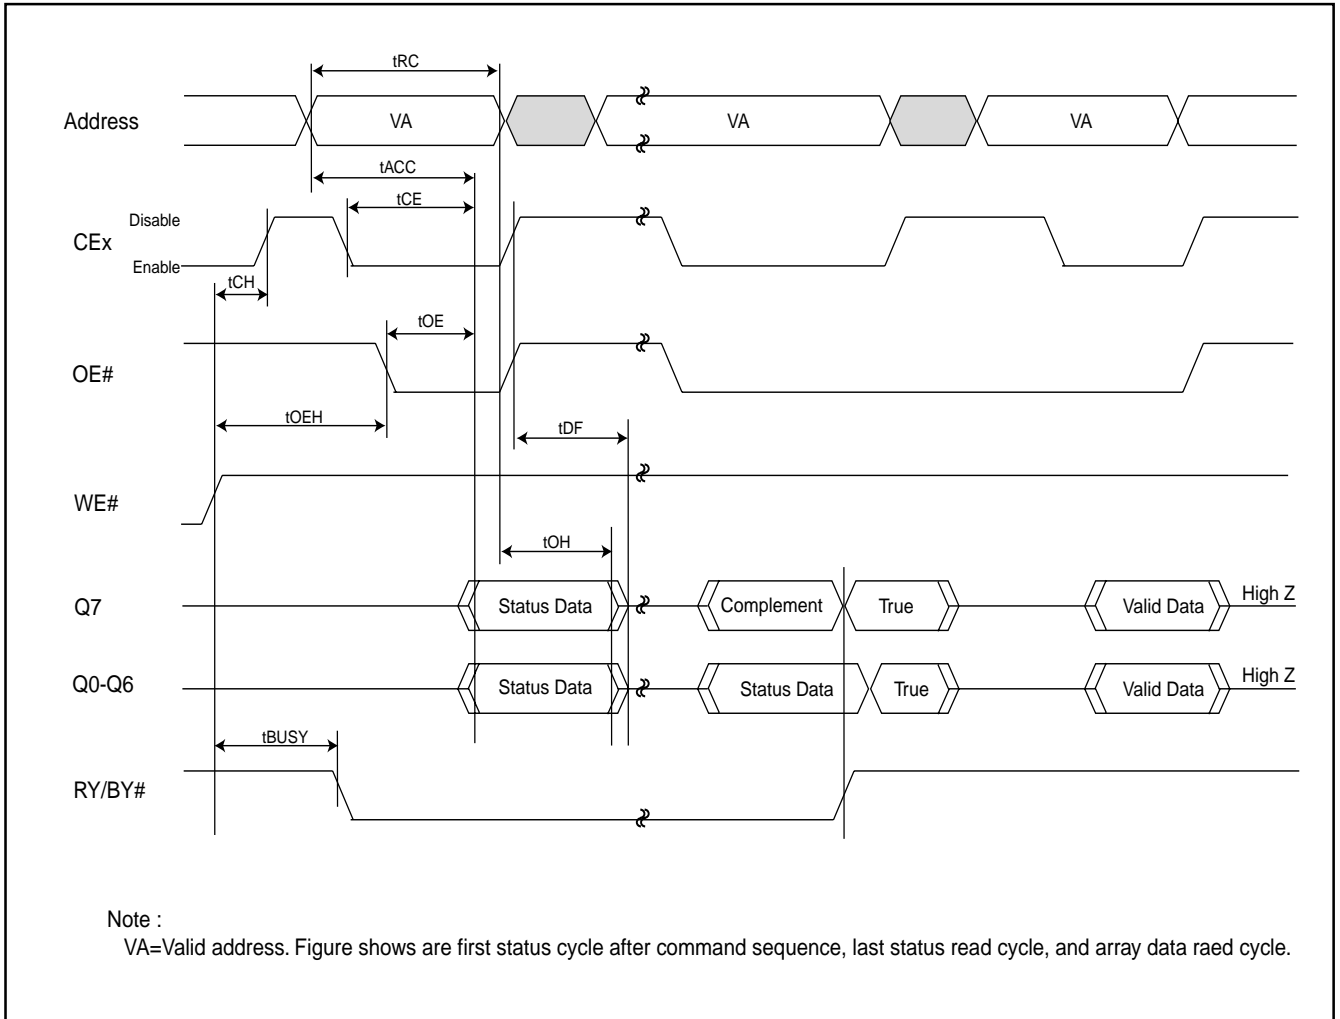 tRC
Address VA VA VA
tACC
tCE
Disable
CEx
Enable
tCH
tOE
OE#
tOEH
tDF
WE#
tOH
Q7 Status Data Complement True Valid Data High Z
Q0-Q6 Status Data Status Data True Valid Data High Z
tBUSY
RY/BY#
Note :
VA=Valid address. Figure shows are first status cycle after command sequence, last status read cycle, and array data raed cycle.